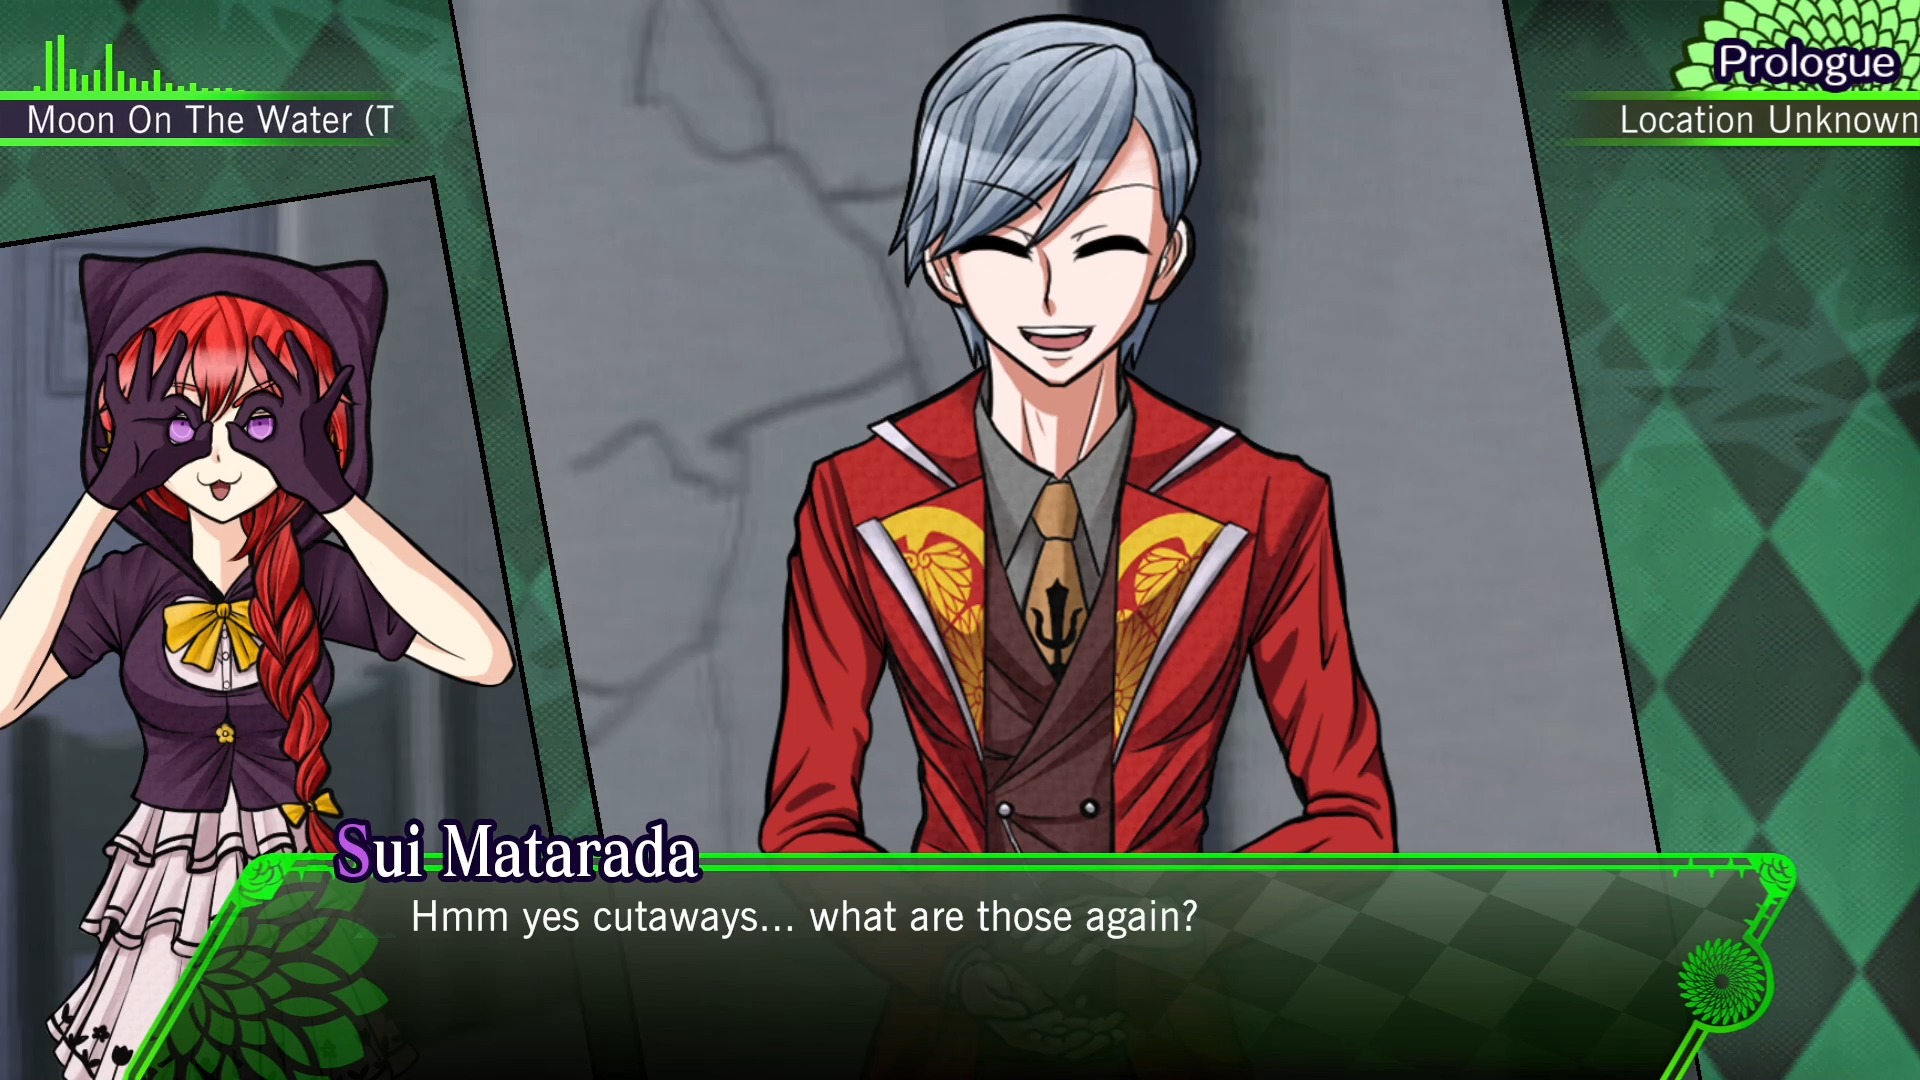 Moon On The Water (T
Prologue
Location Unknown
Sui Matarada
Hmm yes cutaways... what are those again?